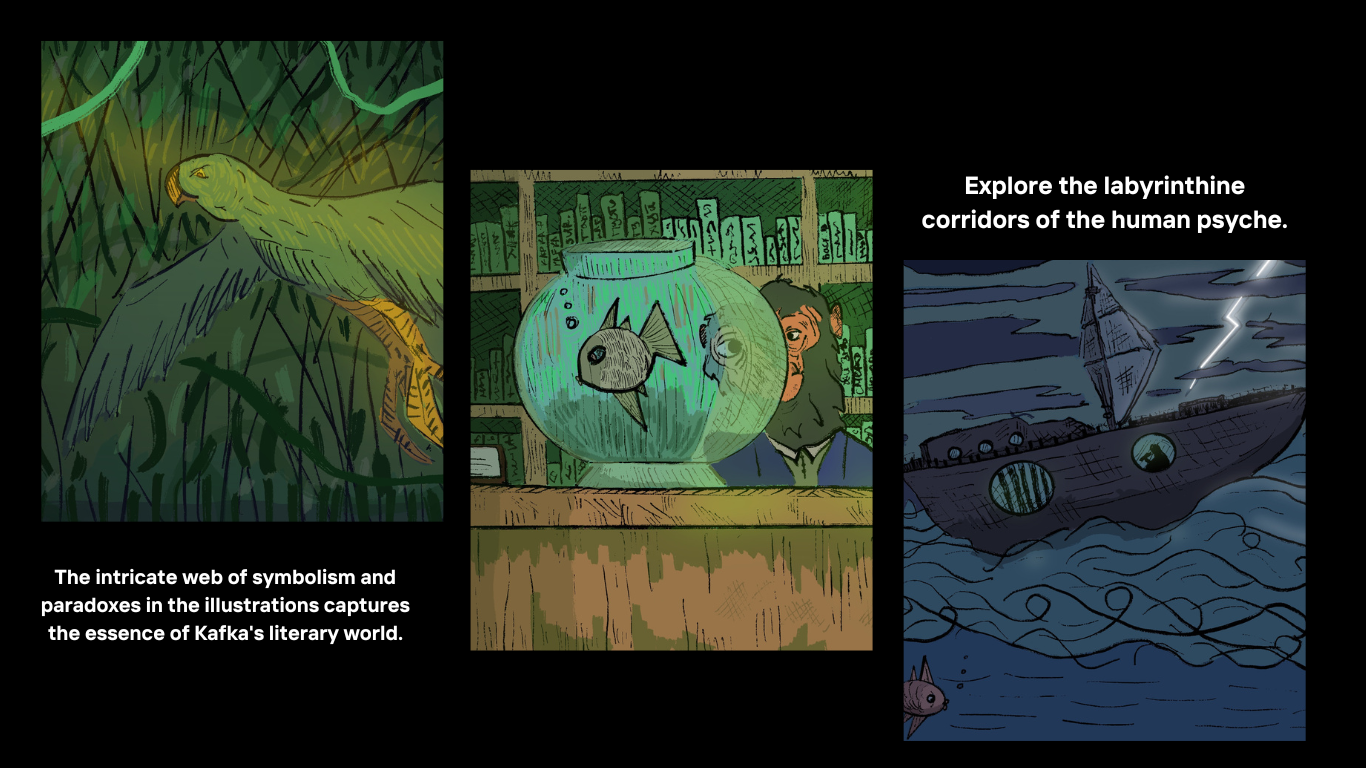 Explore the labyrinthine
corridors of the human psyche.
The intricate web of symbolism and
paradoxes in the illustrations captures
the essence of Kafka's literary world.